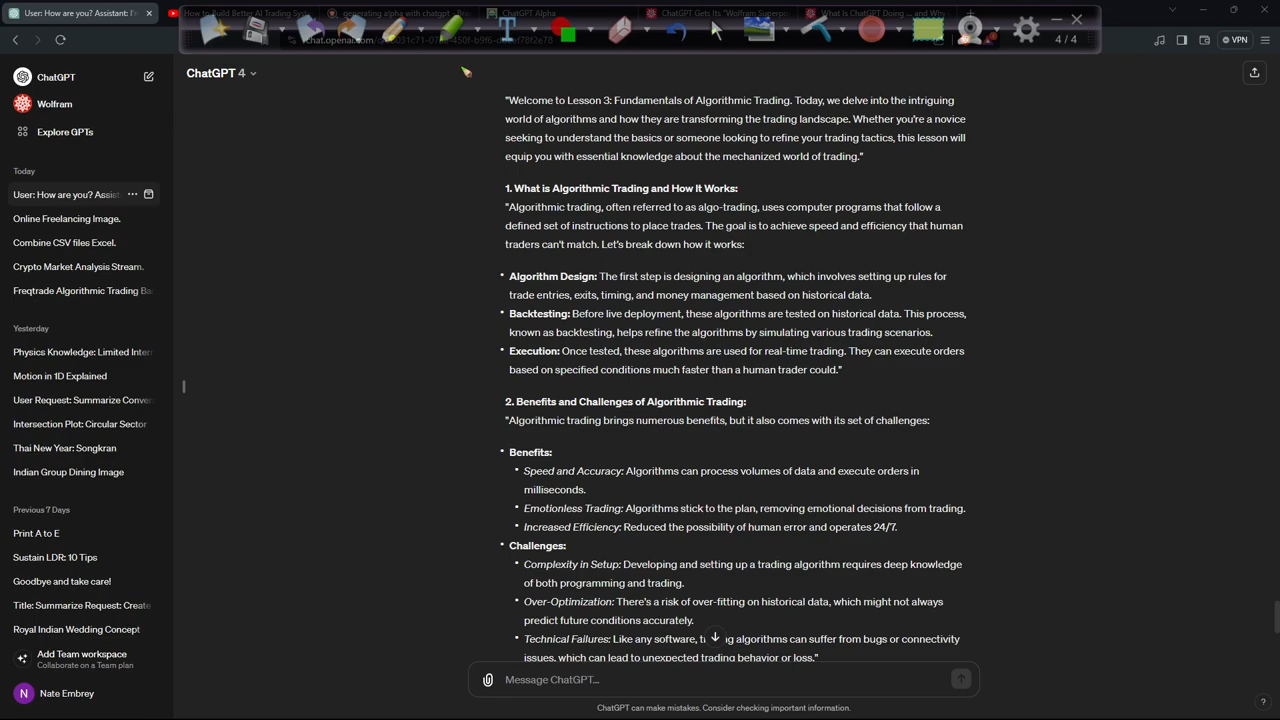 User: How are you? Assistant: I'm
ChatGPT Alpha
4 / 4
VPN
ChatGPT
ChatGPT 4
Wolfram
Explore GPTs
Today
User: How are you? Assist
Online Freelancing Image.
Combine CSV files Excel.
Crypto Market Analysis Stream.
Freqtrade Algorithmic Trading Ba
Yesterday
Physics Knowledge: Limited Inter
Motion in 1D Explained
User Request: Summarize Conver
Intersection Plot: Circular Sector
Thai New Year: Songkran
Indian Group Dining Image
Previous 7 Days
Print A to E
Sustain LDR: 10 Tips
Goodbye and take care!
Title: Summarize Request: Create
Royal Indian Wedding Concept
Add Team workspace
Collaborate on a Team plan
N Nate Embrey
"Welcome to Lesson 3: Fundamentals of Algorithmic Trading. Today, we delve into the intriguing
world of algorithms and how they are transforming the trading landscape. Whether you're a novice
seeking to understand the basics or someone looking to refine your trading tactics, this lesson will
equip you with essential knowledge about the mechanized world of trading."
1. What is Algorithmic Trading and How It Works:
"Algorithmic trading, often referred to as algo-trading, uses computer programs that follow a
defined set of instructions to place trades. The goal is to achieve speed and efficiency that human
traders can't match. Let's break down how it works:
• Algorithm Design: The first step is designing an algorithm, which involves setting up rules for
trade entries, exits, timing, and money management based on historical data.
• Backtesting: Before live deployment, these algorithms are tested on historical data. This process,
known as backtesting, helps refine the algorithms by simulating various trading scenarios.
• Execution: Once tested, these algorithms are used for real-time trading. They can execute orders
based on specified conditions much faster than a human trader could."
2. Benefits and Challenges of Algorithmic Trading:
"Algorithmic trading brings numerous benefits, but it also comes with its set of challenges:
• Benefits:
• Speed and Accuracy: Algorithms can process volumes of data and execute orders in
milliseconds.
• Emotionless Trading: Algorithms stick to the plan, removing emotional decisions from trading.
• Increased Efficiency: Reduced the possibility of human error and operates 24/7.
• Challenges:
• Complexity in Setup: Developing and setting up a trading algorithm requires deep knowledge
of both programming and trading.
• Over-Optimization: There's a risk of over-fitting on historical data, which might not always
predict future conditions accurately.
• Technical Failures: Like any software, algorithms can suffer from bugs or connectivity
issues, which can lead to unexpected trading behavior or loss."
Message ChatGPT...
ChatGPT can make mistakes. Consider checking important information.
?